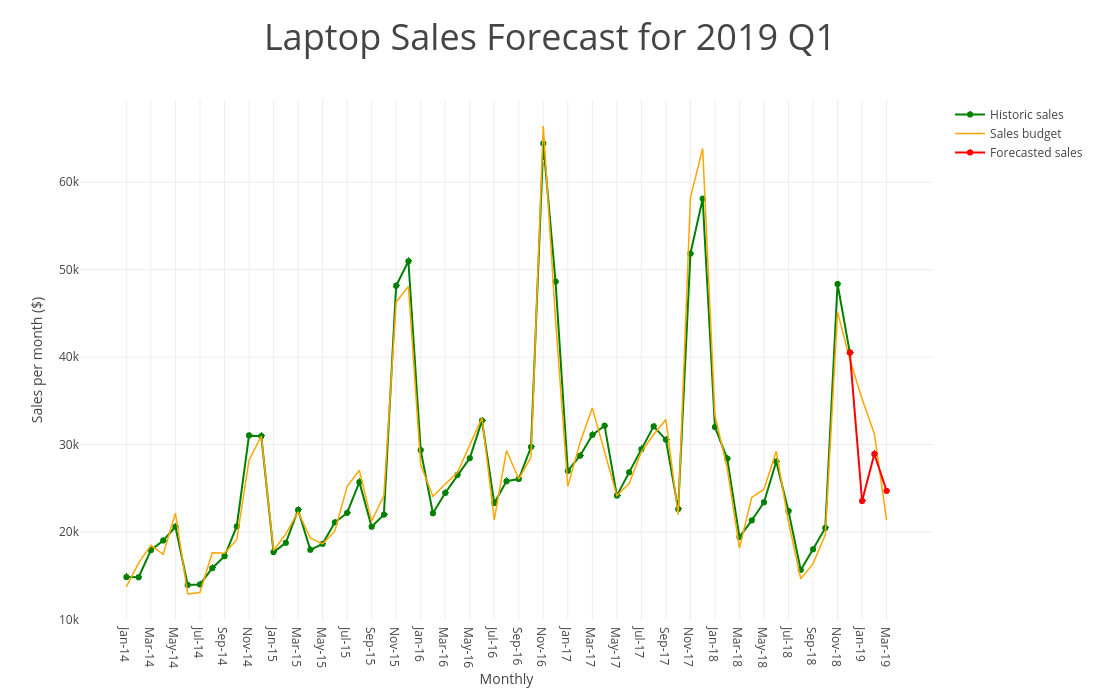 Laptop Sales Forecast for 2019 Q1
Historic sales
Sales budget
Forecasted sales
60k
50k
40k
30k
20k
10k
Sales per month ($)
Jan-14
Mar-14
May-14
Jul-14
Sep-14
Nov-14
Jan-15
Mar-15
May-15
Jul-15
Sep-15
Nov-15
Jan-16
Mar-16
May-16
Jul-16
Sep-16
Nov-16
Jan-17
Mar-17
May-17
Jul-17
Sep-17
Nov-17
Jan-18
Mar-18
May-18
Jul-18
Sep-18
Nov-18
Jan-19
Mar-19
Monthly